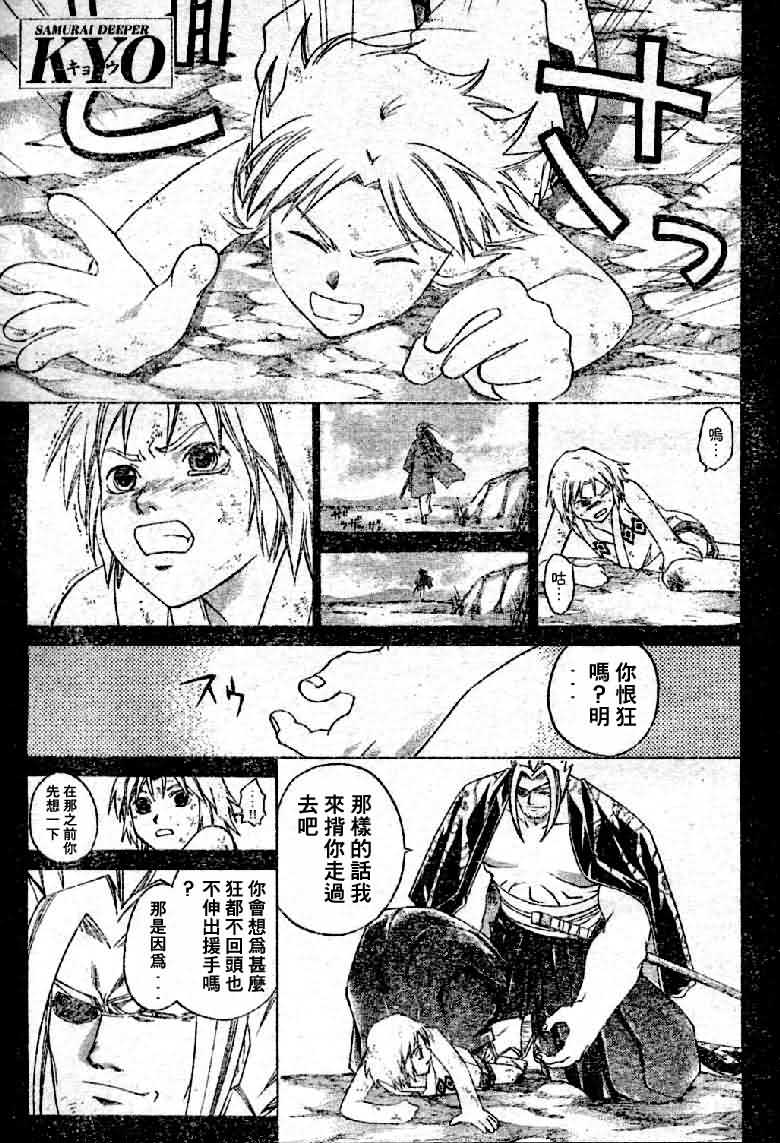 SAMURAI DEEPER
KYO
キョウ
嗚…
咕…
你恨狂
嗎？明
…
スゥ
那樣的話我
來揹你走過
去吧
…!!
在那之前你
先想一下
你會想為甚麼
狂都不回頭也
不伸出援手嗎
？
那是因為…